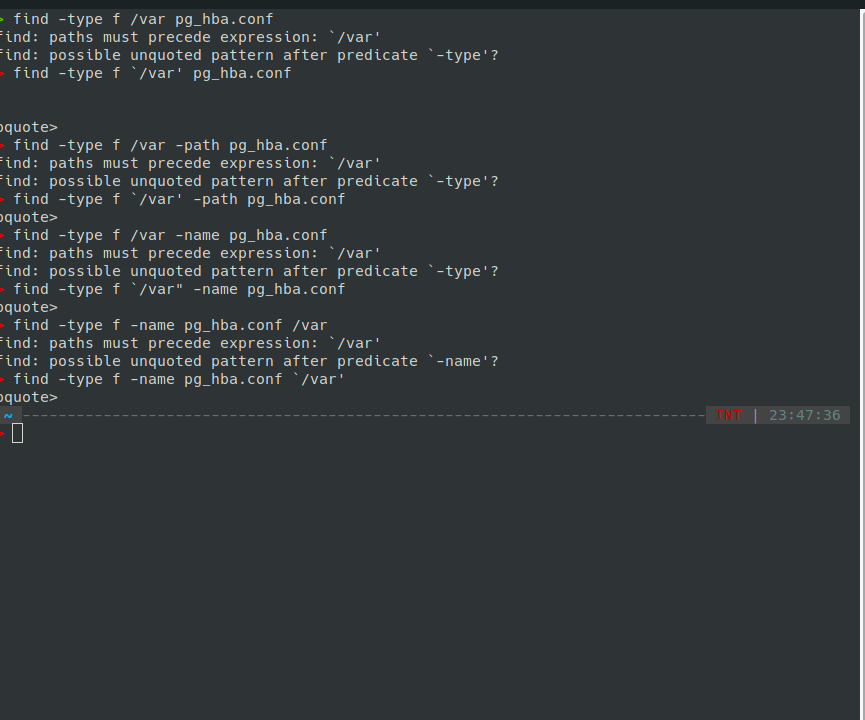 find -type f /var pg_hba.conf
find: paths must precede expression: `/var'
find: possible unquoted pattern after predicate `-type'?
find -type f `/var' pg_hba.conf
bquote>
find -type f /var -path pg_hba.conf
find: paths must precede expression: `/var'
find: possible unquoted pattern after predicate `-type'?
find -type f `/var' -path pg_hba.conf
bquote>
find -type f /var -name pg_hba.conf
find: paths must precede expression: `/var'
find: possible unquoted pattern after predicate `-type'?
find -type f `/var" -name pg_hba.conf
bquote>
find -type f -name pg_hba.conf /var
find: paths must precede expression: `/var'
find: possible unquoted pattern after predicate `-name'?
find -type f -name pg_hba.conf `/var'
bquote>
~ INT | 23:47:36